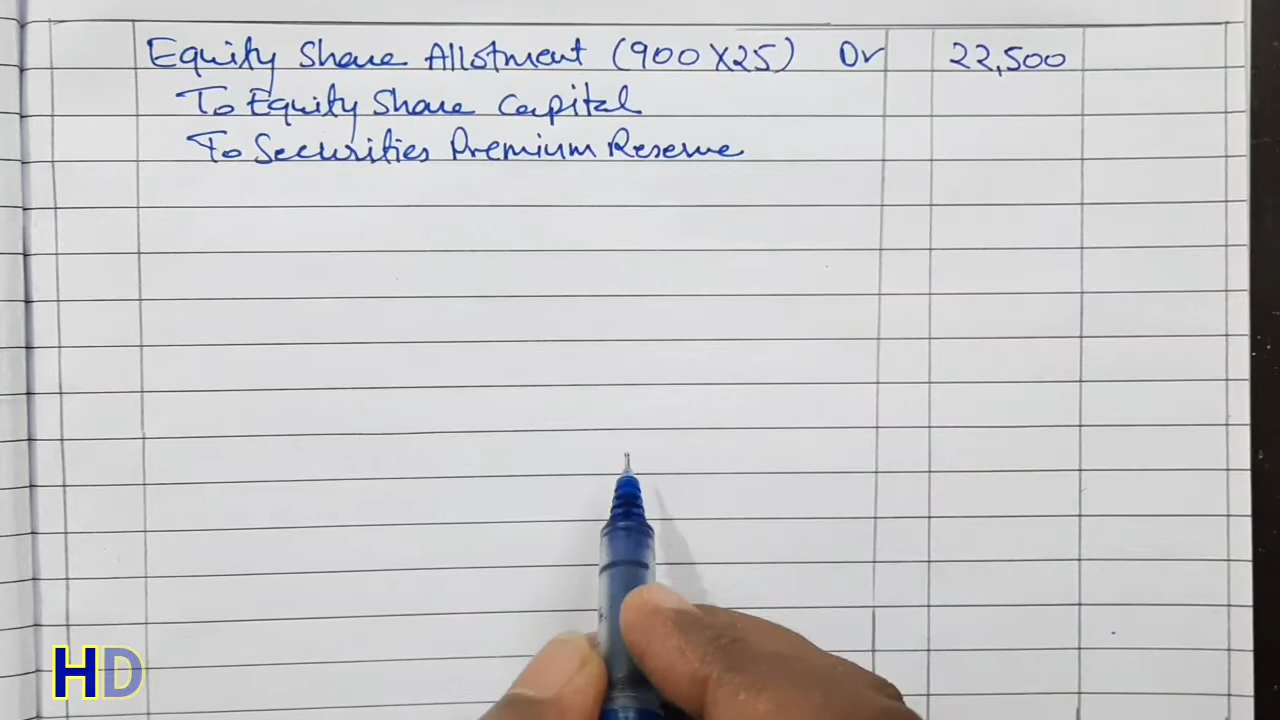 Equity Share Allotment (900 X 25) Dr 22,500
To Equity Share Capital
To Securities Premium Reserve
HD